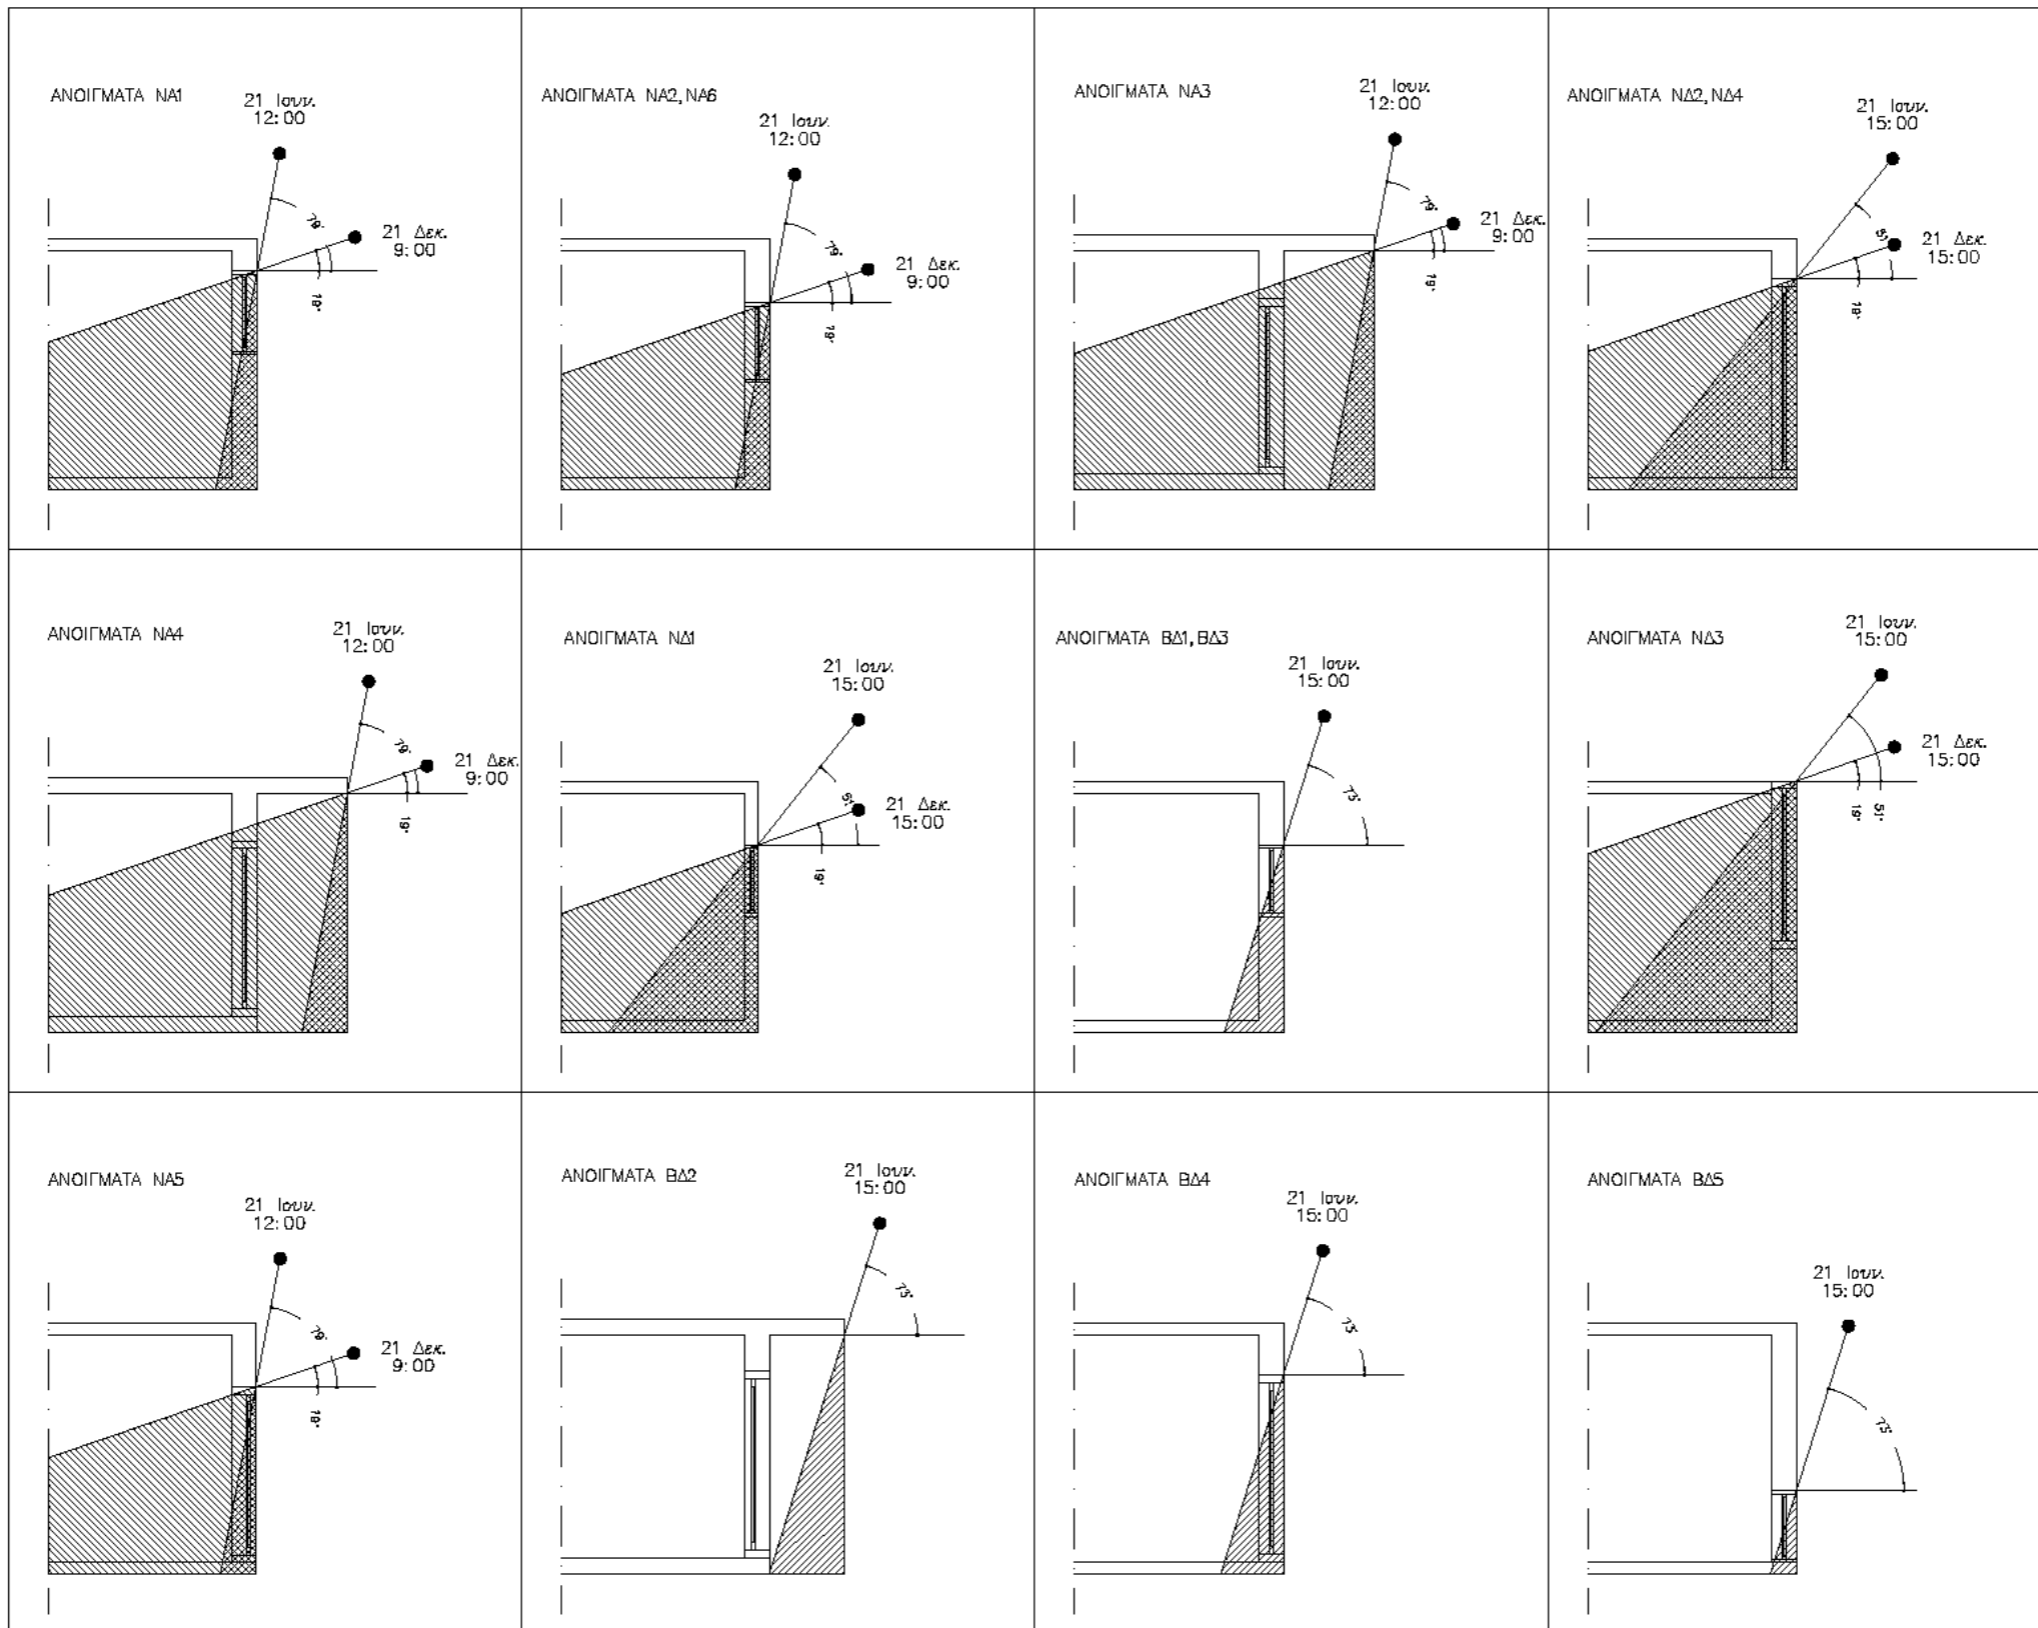 ΑΝΟΙΓΜΑΤΑ ΝΑ1
21 Ιουν.
12:00
79°
21 Δεκ.
9:00
19°
ΑΝΟΙΓΜΑΤΑ ΝΑ2, ΝΑ6
21 Ιουν.
12:00
79°
21 Δεκ.
9:00
19°
ΑΝΟΙΓΜΑΤΑ ΝΑ3
21 Ιουν.
12:00
79°
21 Δεκ.
9:00
19°
ΑΝΟΙΓΜΑΤΑ ΝΔ2, ΝΔ4
21 Ιουν.
15:00
51°
21 Δεκ.
15:00
19°
ΑΝΟΙΓΜΑΤΑ ΝΑ4
21 Ιουν.
12:00
79°
21 Δεκ.
9:00
19°
ΑΝΟΙΓΜΑΤΑ ΝΔ1
21 Ιουν.
15:00
51°
21 Δεκ.
15:00
19°
ΑΝΟΙΓΜΑΤΑ ΒΔ1, ΒΔ3
21 Ιουν.
15:00
73°
ΑΝΟΙΓΜΑΤΑ ΝΔ3
21 Ιουν.
15:00
21 Δεκ.
15:00
19°
51°
ΑΝΟΙΓΜΑΤΑ ΝΑ5
21 Ιουν.
12:00
79°
21 Δεκ.
9:00
19°
ΑΝΟΙΓΜΑΤΑ ΒΔ2
21 Ιουν.
15:00
73°
ΑΝΟΙΓΜΑΤΑ ΒΔ4
21 Ιουν.
15:00
73°
ΑΝΟΙΓΜΑΤΑ ΒΔ5
21 Ιουν.
15:00
73°